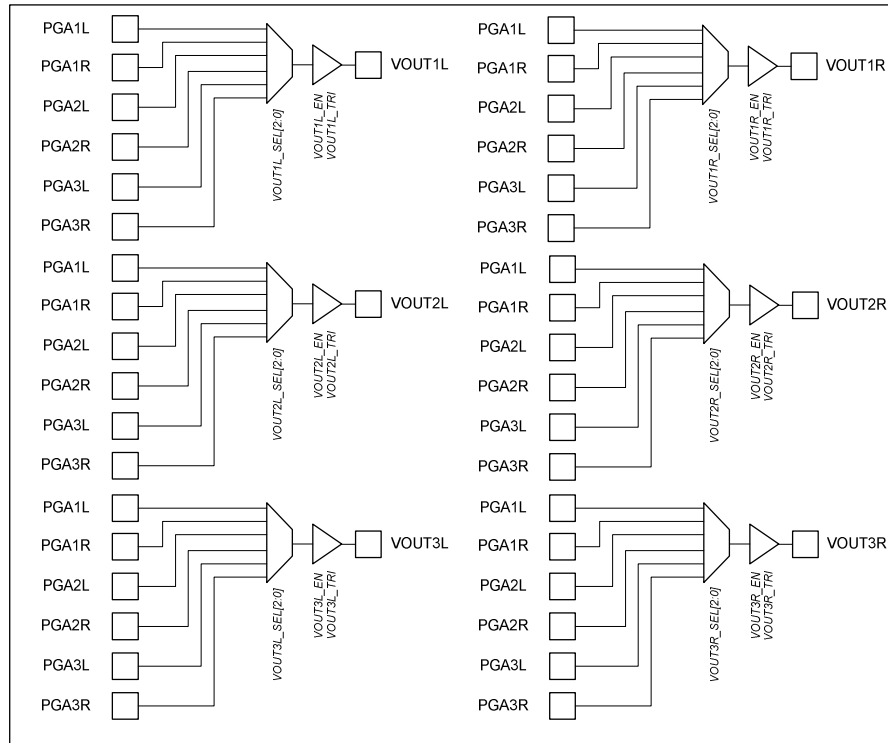 PGA1L
PGA1R
PGA2L
PGA2R
PGA3L
PGA3R
VOUT1L_SEL[2:0]
VOUT1L_EN
VOUT1L_TRI
VOUT1L
PGA1L
PGA1R
PGA2L
PGA2R
PGA3L
PGA3R
VOUT1R_SEL[2:0]
VOUT1R_EN
VOUT1R_TRI
VOUT1R
PGA1L
PGA1R
PGA2L
PGA2R
PGA3L
PGA3R
VOUT2L_SEL[2:0]
VOUT2L_EN
VOUT2L_TRI
VOUT2L
PGA1L
PGA1R
PGA2L
PGA2R
PGA3L
PGA3R
VOUT2R_SEL[2:0]
VOUT2R_EN
VOUT2R_TRI
VOUT2R
PGA1L
PGA1R
PGA2L
PGA2R
PGA3L
PGA3R
VOUT3L_SEL[2:0]
VOUT3L_EN
VOUT3L_TRI
VOUT3L
PGA1L
PGA1R
PGA2L
PGA2R
PGA3L
PGA3R
VOUT3R_SEL[2:0]
VOUT3R_EN
VOUT3R_TRI
VOUT3R